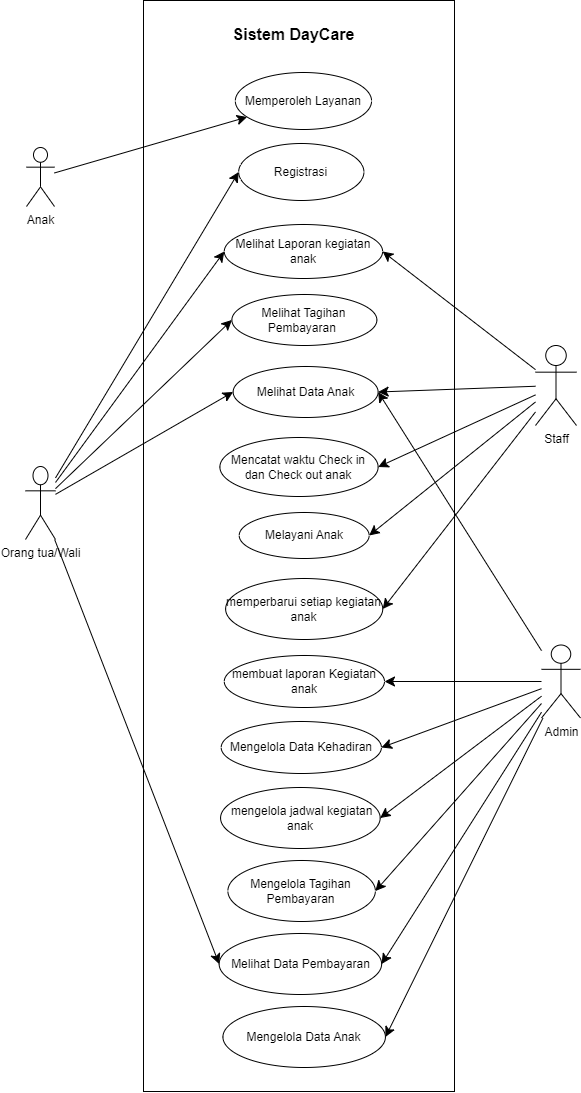 Sistem DayCare
Memperoleh Layanan
Registrasi
Anak
Melihat Laporan kegiatan
anak
Melihat Tagihan
Pembayaran
Melihat Data Anak
Staff
Mencatat waktu Check in
dan Check out anak
Melayani Anak
Orang tua/Wali
memperbarui setiap kegiatan
anak
membuat laporan Kegiatan
anak
Admin
Mengelola Data Kehadiran
mengelola jadwal kegiatan
anak
Mengelola Tagihan
Pembayaran
Melihat Data Pembayaran
Mengelola Data Anak